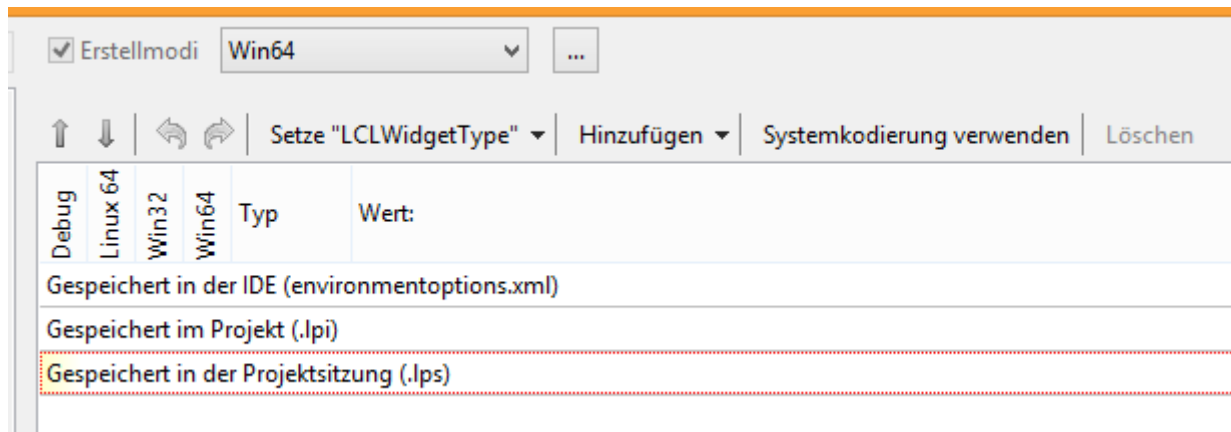 Erstellmodi Win64 ...
Setze "LCLWidgetType" Hinzufügen Systemkodierung verwenden Löschen
Debug Linux 64 Win32 Win64 Typ Wert:
Gespeichert in der IDE (environmentoptions.xml)
Gespeichert im Projekt (.lpi)
Gespeichert in der Projektsitzung (.lps)